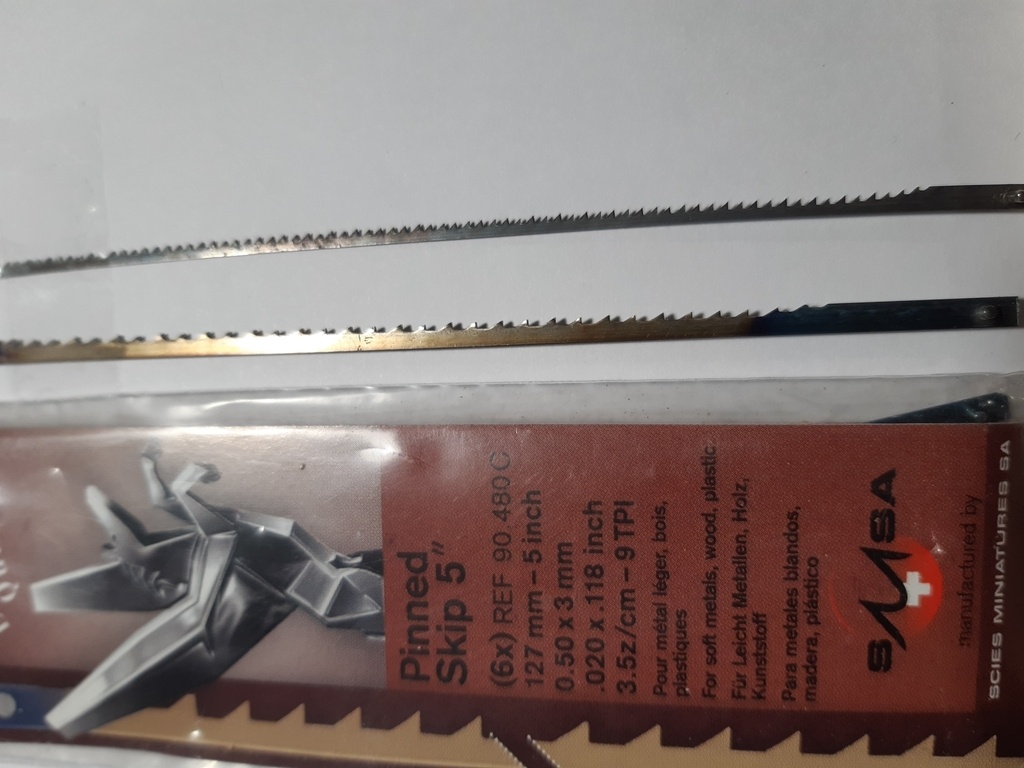 Pinned
Skip 5"
(6x) REF 90.480 C
127 mm – 5 inch
0.50 x 3 mm
.020 x .118 inch
3.5z/cm – 9 TPI
Pour métal léger, bois,
plastiques
For soft metals, wood, plastic
Für Leicht Metallen, Holz,
Kunststoff
Para metales blandos,
madera, plástico
SMSA
manufactured by
SCIES MINIATURES SA